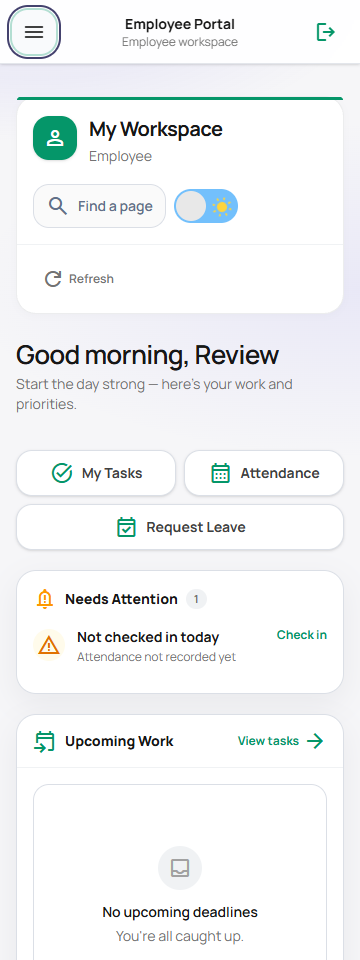 Employee Portal
Employee workspace
My Workspace
Employee
Find a page
Refresh
Good morning, Review
Start the day strong — here's your work and
priorities.
My Tasks
Attendance
Request Leave
Needs Attention 1
Not checked in today
Check in
Attendance not recorded yet
Upcoming Work
View tasks
No upcoming deadlines
You're all caught up.